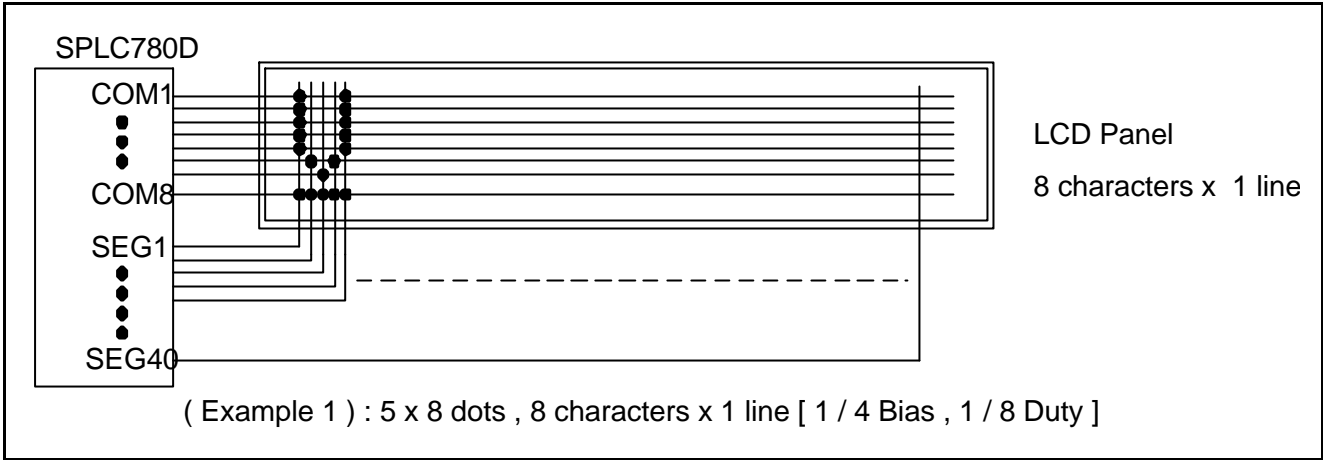 SPLC780D
COM1
COM8
SEG1
SEG40
LCD Panel
8 characters x 1 line
( Example 1 ) : 5 x 8 dots , 8 characters x 1 line [ 1 / 4 Bias , 1 / 8 Duty ]